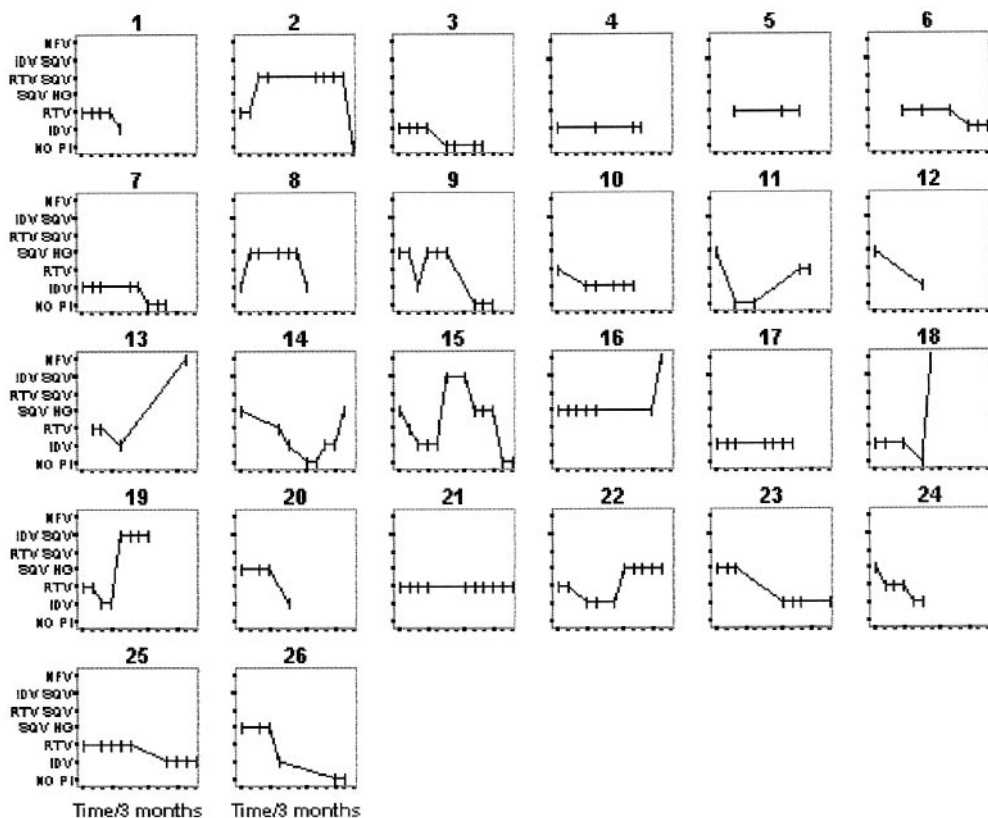 1 2 3 4 5 6
NFV
IDV SQV
RTV SQV
SQV HG
RTV
IDV
NO PI
7 8 9 10 11 12
NFV
IDV SQV
RTV SQV
SQV HG
RTV
IDV
NO PI
13 14 15 16 17 18
NFV
IDV SQV
RTV SQV
SQV HG
RTV
IDV
NO PI
19 20 21 22 23 24
NFV
IDV SQV
RTV SQV
SQV HG
RTV
IDV
NO PI
25 26
NFV
IDV SQV
RTV SQV
SQV HG
RTV
IDV
NO PI
Time/3 months Time/3 months